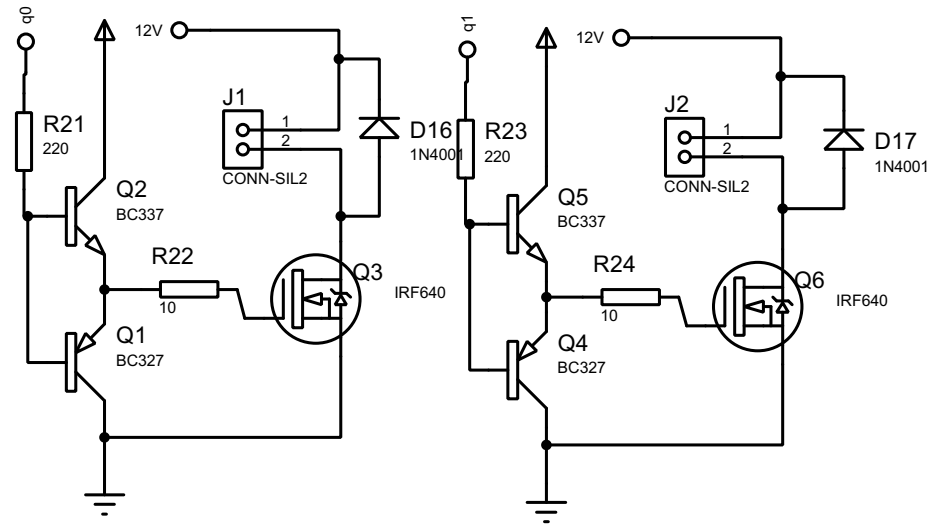 q0
12V
R21
220
J1
1
2
CONN-SIL2
D16
1N4001
Q2
BC337
R22
10
Q3
IRF640
Q1
BC327
q1
12V
R23
220
J2
1
2
CONN-SIL2
D17
1N4001
Q5
BC337
R24
10
Q6
IRF640
Q4
BC327